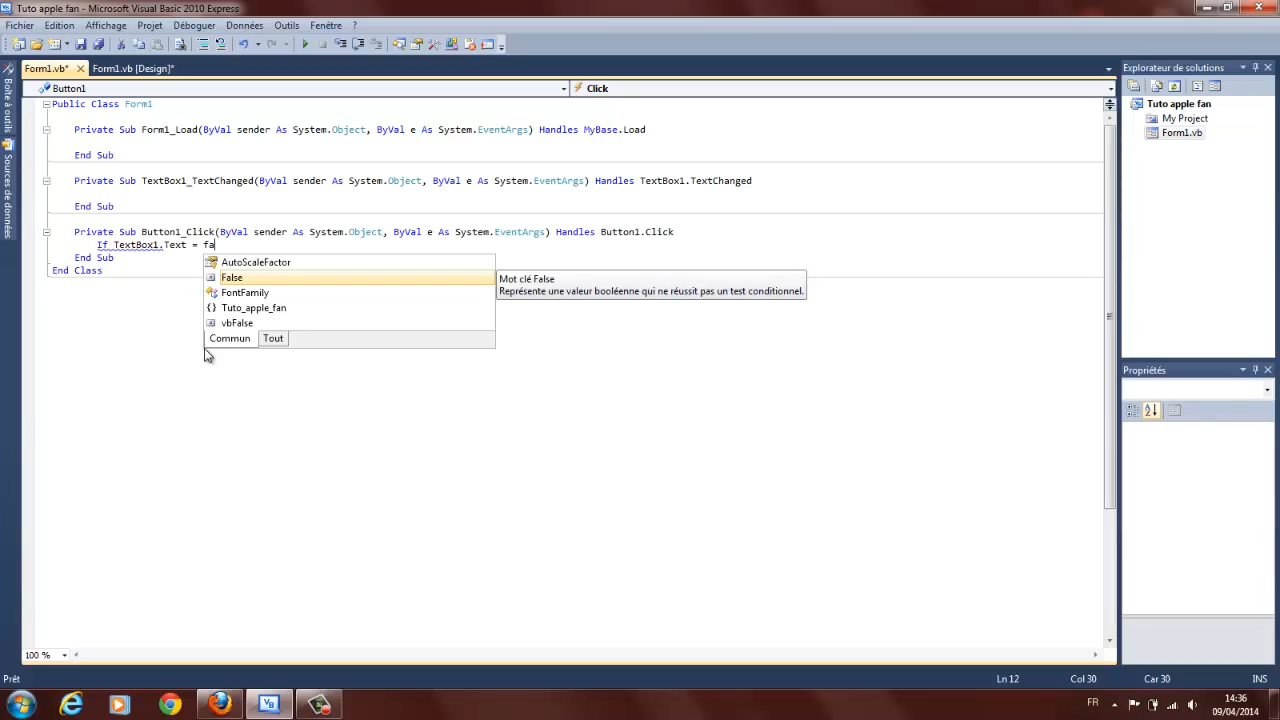 Tuto apple fan - Microsoft Visual Basic 2010 Express
Fichier Edition Affichage Projet Déboguer Données Outils Fenêtre ?
Form1.vb* Form1.vb [Design]*
Explorateur de solutions
Boîte à outils
Sources de données
Button1
Click
Tuto apple fan
My Project
Form1.vb
Public Class Form1
Private Sub Form1_Load(ByVal sender As System.Object, ByVal e As System.EventArgs) Handles MyBase.Load
End Sub
Private Sub TextBox1_TextChanged(ByVal sender As System.Object, ByVal e As System.EventArgs) Handles TextBox1.TextChanged
End Sub
Private Sub Button1_Click(ByVal sender As System.Object, ByVal e As System.EventArgs) Handles Button1.Click
If TextBox1.Text = fa
End Sub
End Class
AutoScaleFactor
False
FontFamily
Tuto_apple_fan
vbFalse
Commun Tout
Mot clé False
Représente une valeur booléenne qui ne réussit pas un test conditionnel.
Propriétés
100 %
Prêt
Ln 12 Col 30 Car 30 INS
FR
14:36
09/04/2014